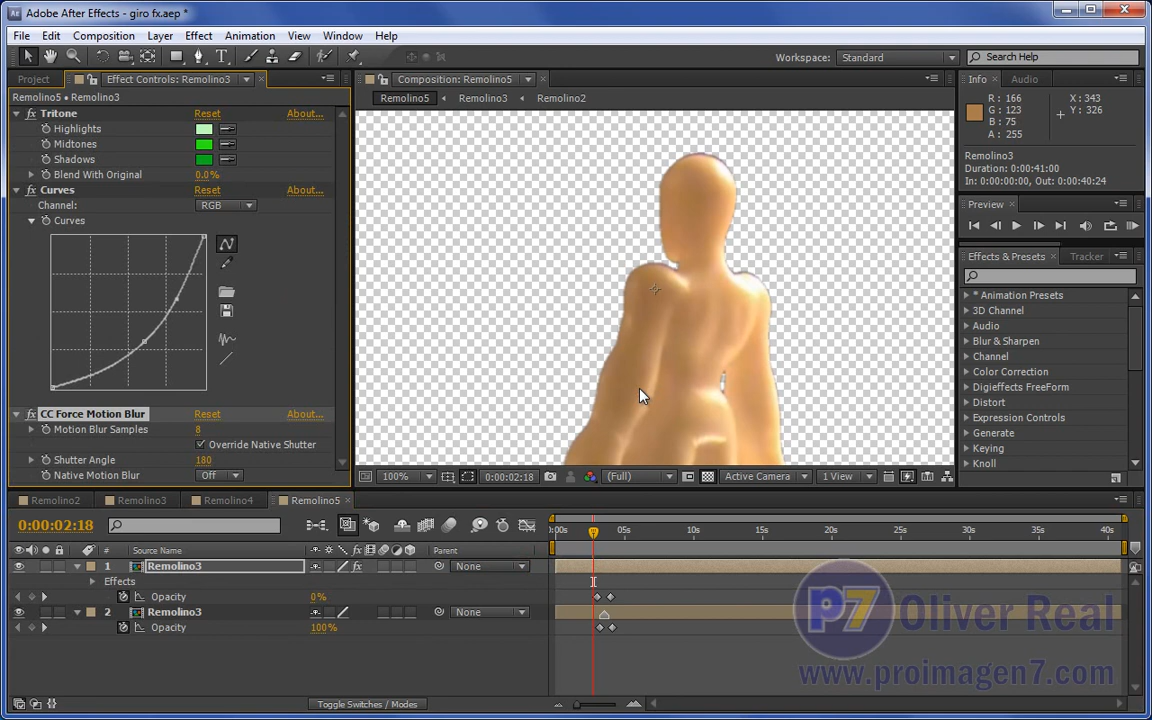 Adobe After Effects - giro fx.aep *
File Edit Composition Layer Effect Animation View Window Help
Workspace: Standard Search Help
Project Effect Controls: Remolino3
Composition: Remolino5
Info Audio
Remolino5 • Remolino3
Remolino5 Remolino3 Remolino2
fx Tritone Reset About...
Highlights
Midtones
Shadows
Blend With Original 0.0%
fx Curves Reset About...
Channel: RGB
Curves
fx CC Force Motion Blur Reset About...
Motion Blur Samples 8
Override Native Shutter
Shutter Angle 180
Native Motion Blur Off
100% 0:00:02:18 (Full) Active Camera 1 View
R : 166 X : 343
G : 123 Y : 326
B : 75
A : 255
Remolino3
Duration: 0:00:41:00
In: 0:00:00:00, Out: 0:00:40:24
Preview
Effects & Presets Tracker
* Animation Presets
3D Channel
Audio
Blur & Sharpen
Channel
Color Correction
Digieffects FreeForm
Distort
Expression Controls
Generate
Keying
Knoll
Remolino2 Remolino3 Remolino4 Remolino5
0:00:02:18
:00s 05s 10s 15s 20s 25s 30s 35s 40s
# Source Name fx Parent
1 Remolino3 fx None
Effects
Opacity 0%
2 Remolino3 None
Opacity 100%
Toggle Switches / Modes
P7 Oliver Real
www.proimagen7.com